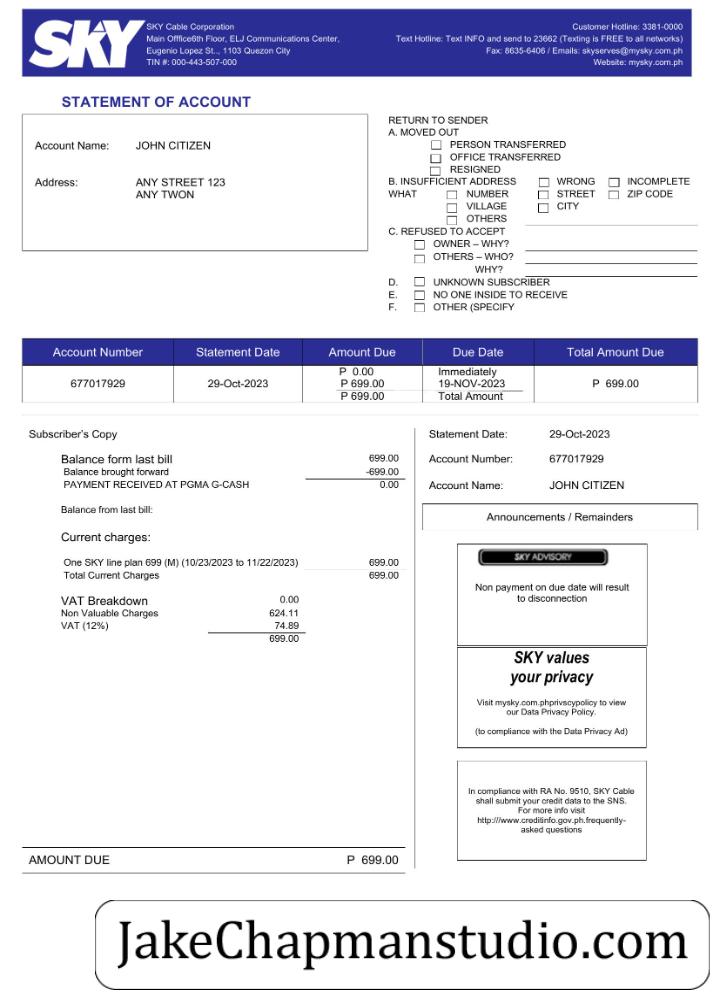 SKY
SKY Cable Corporation
Main Offfice6th Floor, ELJ Communications Center,
Eugenio Lopez St.., 1103 Quezon City
TIN #: 000-443-507-000
Customer Hotline: 3381-0000
Text Hotline: Text INFO and send to 23662 (Texting is FREE to all networks)
Fax: 8635-6406 / Emails: skyserves@mysky.com.ph
Website: mysky.com.ph
STATEMENT OF ACCOUNT
Account Name: JOHN CITIZEN
Address: ANY STREET 123
ANY TWON
RETURN TO SENDER
A. MOVED OUT
PERSON TRANSFERRED
OFFICE TRANSFERRED
RESIGNED
B. INSUFFICIENT ADDRESS WRONG INCOMPLETE
WHAT NUMBER STREET ZIP CODE
VILLAGE CITY
OTHERS
C. REFUSED TO ACCEPT
OWNER – WHY?
OTHERS – WHO?
WHY?
D. UNKNOWN SUBSCRIBER
E. NO ONE INSIDE TO RECEIVE
F. OTHER (SPECIFY
Account Number Statement Date Amount Due Due Date Total Amount Due
P 0.00 Immediately
677017929 29-Oct-2023 P 699.00 19-NOV-2023 P 699.00
P 699.00 Total Amount
Subscriber's Copy
Balance form last bill 699.00
Balance brought forward -699.00
PAYMENT RECEIVED AT PGMA G-CASH 0.00
Balance from last bill:
Current charges:
One SKY line plan 699 (M) (10/23/2023 to 11/22/2023) 699.00
Total Current Charges 699.00
VAT Breakdown 0.00
Non Valuable Charges 624.11
VAT (12%) 74.89
699.00
AMOUNT DUE P 699.00
Statement Date: 29-Oct-2023
Account Number: 677017929
Account Name: JOHN CITIZEN
Announcements / Remainders
SKY ADVISORY
Non payment on due date will result
to disconnection
SKY values
your privacy
Visit mysky.com.phprivscypolicy to view
our Data Privacy Policy.
(to compliance with the Data Privacy Ad)
In compliance with RA No. 9510, SKY Cable
shall submit your credit data to the SNS.
For more info visit
http:///www.creditinfo.gov.ph.frequently-
asked questions
JakeChapmanstudio.com